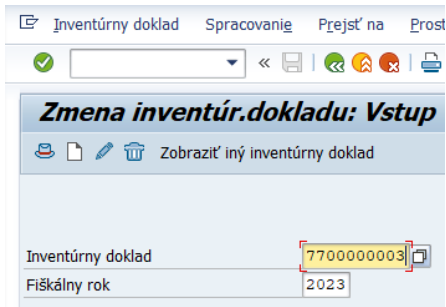 Inventúrny doklad Spracovanie Prejsť na Prost
«
Zmena inventúr.dokladu: Vstup
Zobraziť iný inventúrny doklad
Inventúrny doklad 7700000003
Fiškálny rok 2023